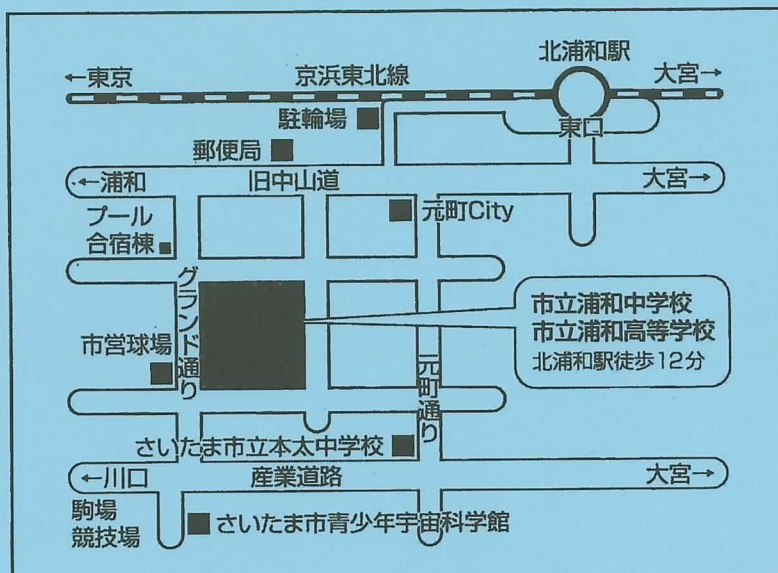 北浦和駅
←東京
京浜東北線
大宮→
駐輪場
東口
郵便局
←浦和
旧中山道
大宮→
プール
合宿棟
元町City
グランド通り
市立浦和中学校
市立浦和高等学校
北浦和駅徒歩12分
市営球場
元町通り
さいたま市立本太中学校
←川口
産業道路
大宮→
駒場
競技場
さいたま市青少年宇宙科学館